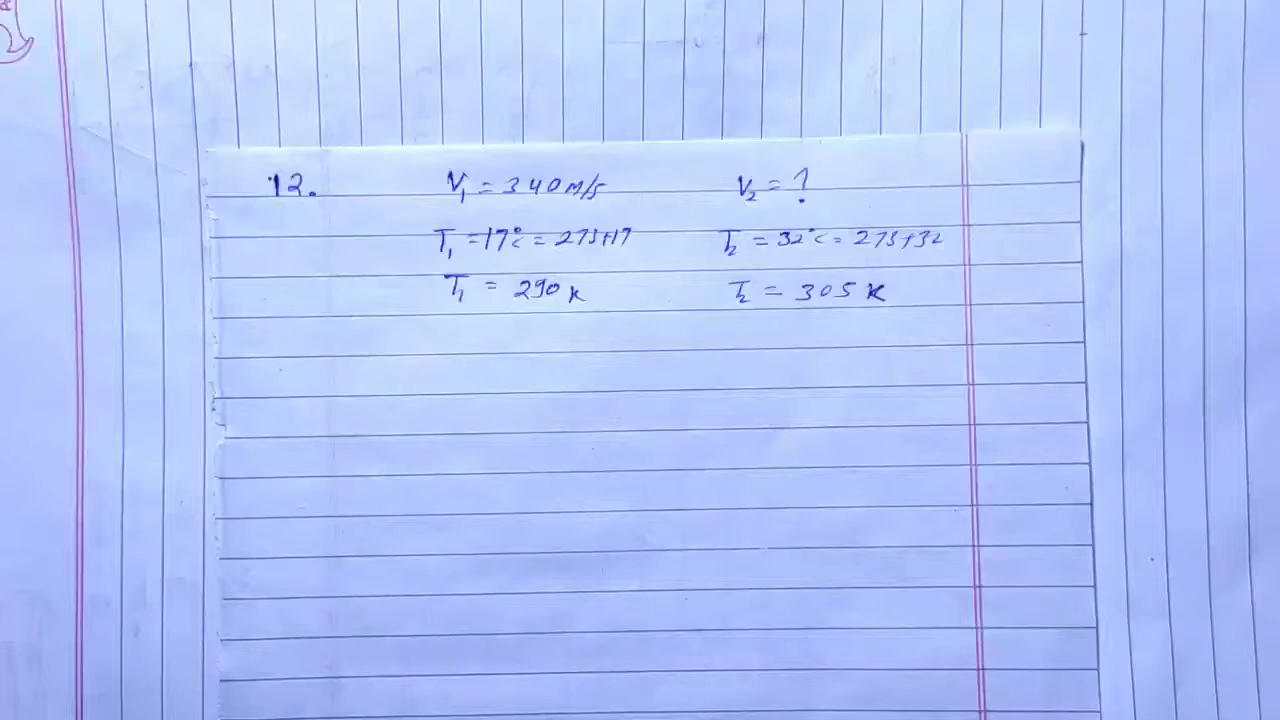 12. V₁ = 340 m/s V₂ = ?
T₁ = 17°c = 273+17 T₂ = 32°c = 273+32
T₁ = 290 k T₂ = 305 K